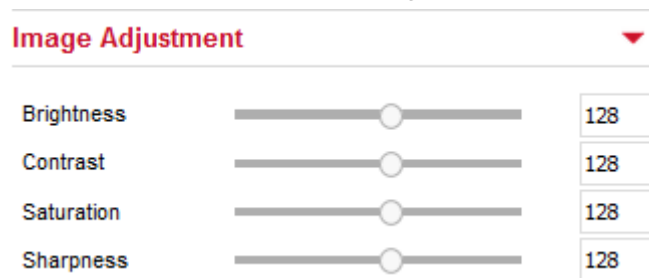 Image Adjustment
Brightness 128
Contrast 128
Saturation 128
Sharpness 128